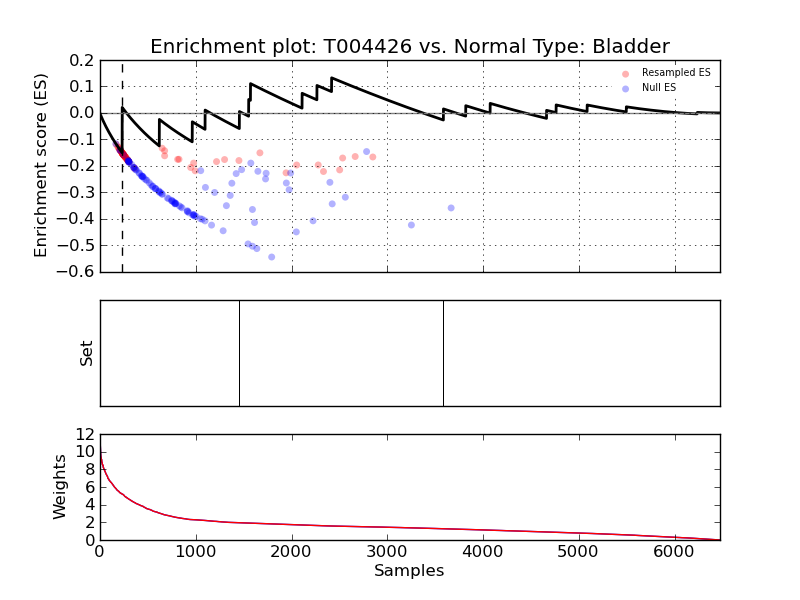 Enrichment plot: T004426 vs. Normal Type: Bladder
Enrichment score (ES)
0.2
0.1
0.0
−0.1
−0.2
−0.3
−0.4
−0.5
−0.6
Resampled ES
Null ES
Set
Weights
12
10
8
6
4
2
0
0 1000 2000 3000 4000 5000 6000
Samples